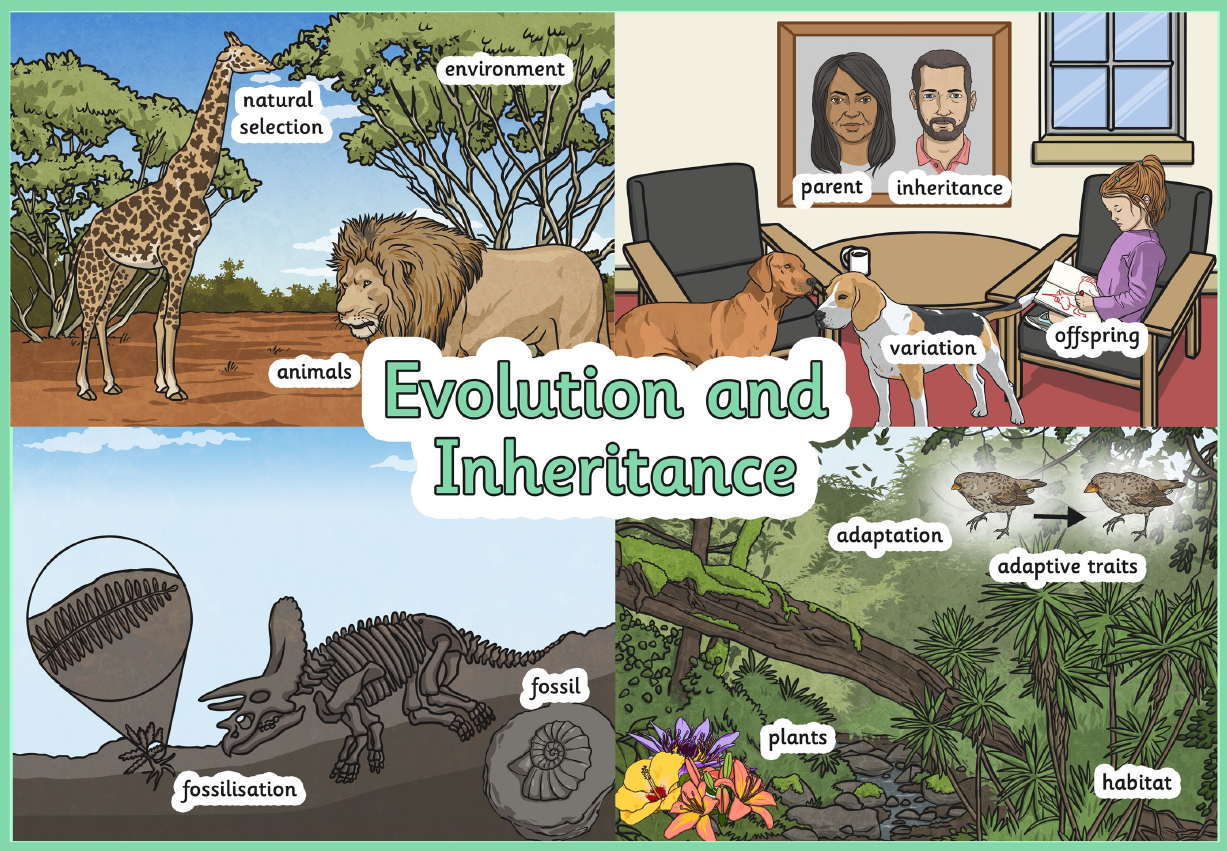 environment
natural
selection
animals
parent
inheritance
variation
offspring
Evolution and
Inheritance
adaptation
adaptive traits
fossil
fossilisation
plants
habitat